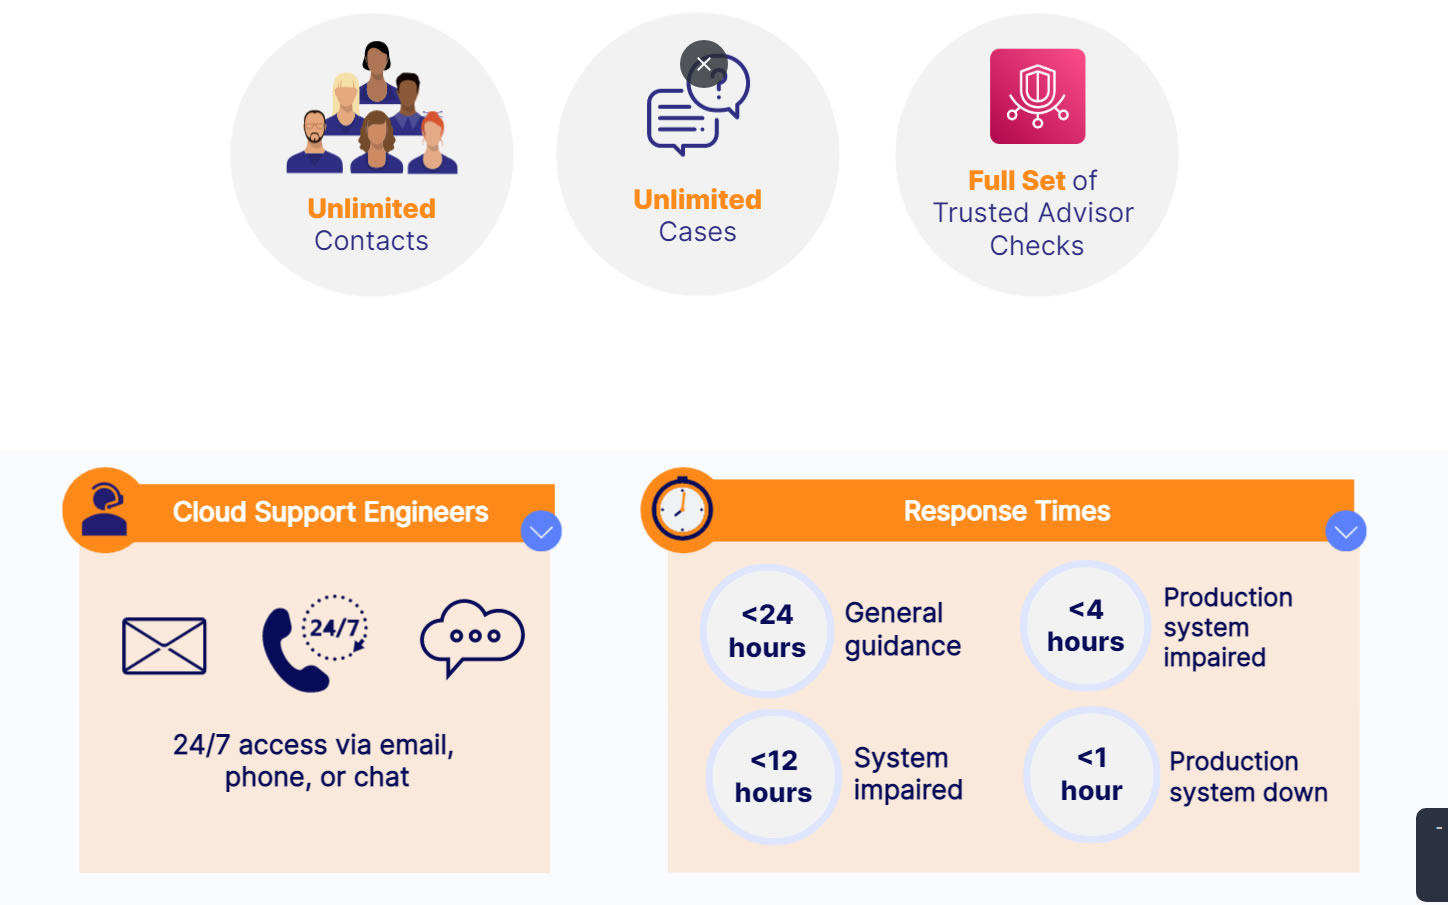 Unlimited
Contacts
Unlimited
Cases
Full Set of
Trusted Advisor
Checks
Cloud Support Engineers
24/7
24/7 access via email,
phone, or chat
Response Times
<24
hours
General
guidance
<4
hours
Production
system
impaired
<12
hours
System
impaired
<1
hour
Production
system down